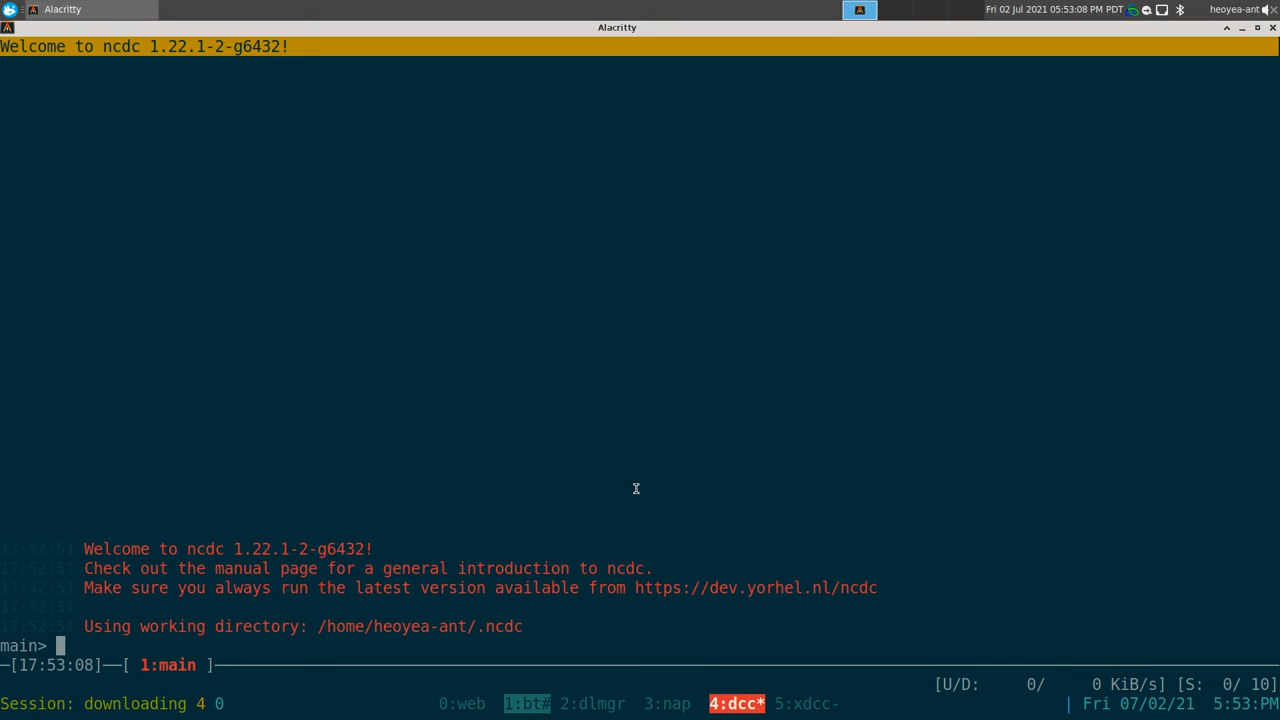 Alacritty
Fri 02 Jul 2021 05:53:08 PM PDT
heoyea-ant
Alacritty
Welcome to ncdc 1.22.1-2-g6432!
17:52:51 Welcome to ncdc 1.22.1-2-g6432!
17:52:51 Check out the manual page for a general introduction to ncdc.
17:52:51 Make sure you always run the latest version available from https://dev.yorhel.nl/ncdc
17:52:51
17:52:51 Using working directory: /home/heoyea-ant/.ncdc
main>
—[17:53:08]——[ 1:main ]
[U/D: 0/ 0 KiB/s] [S: 0/ 10]
Session: downloading 4 0 0:web 1:bt# 2:dlmgr 3:nap 4:dcc* 5:xdcc- | Fri 07/02/21 5:53:PM